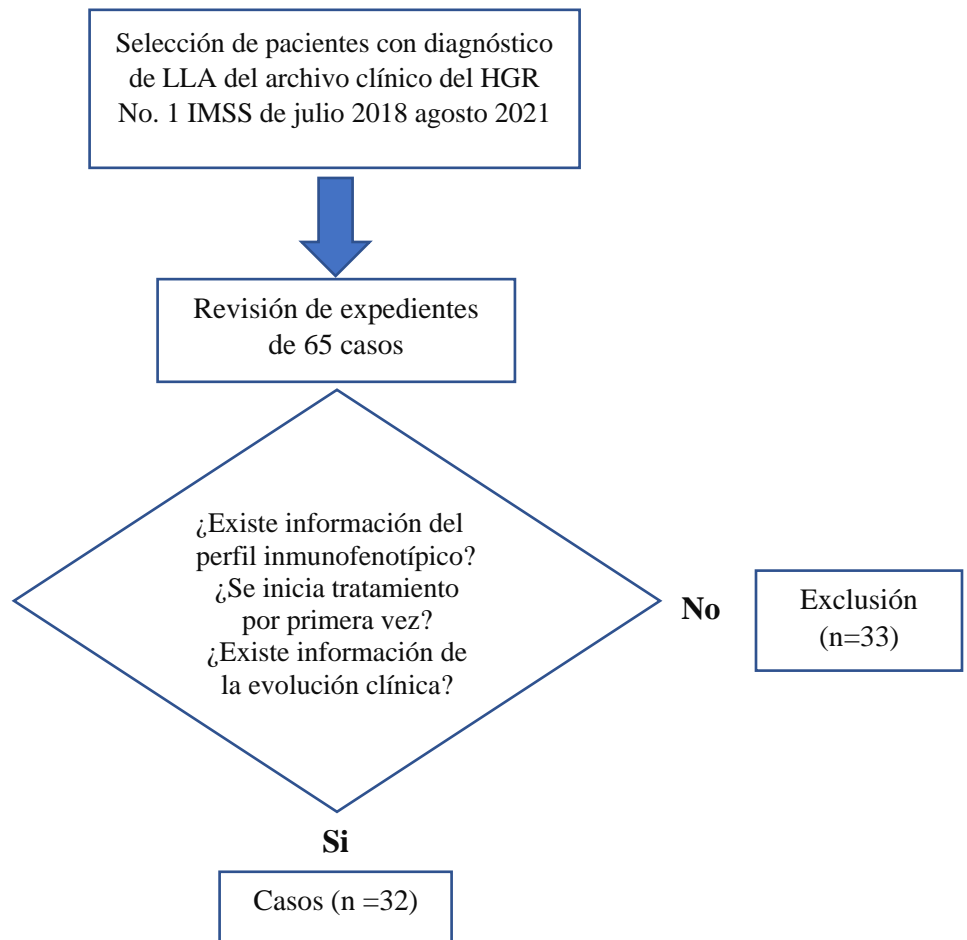 Selección de pacientes con diagnóstico
de LLA del archivo clínico del HGR
No. 1 IMSS de julio 2018 agosto 2021
Revisión de expedientes
de 65 casos
¿Existe información del
perfil inmunofenotípico?
¿Se inicia tratamiento
por primera vez?
¿Existe información de
la evolución clínica?
No
Exclusión
(n=33)
Si
Casos (n =32)